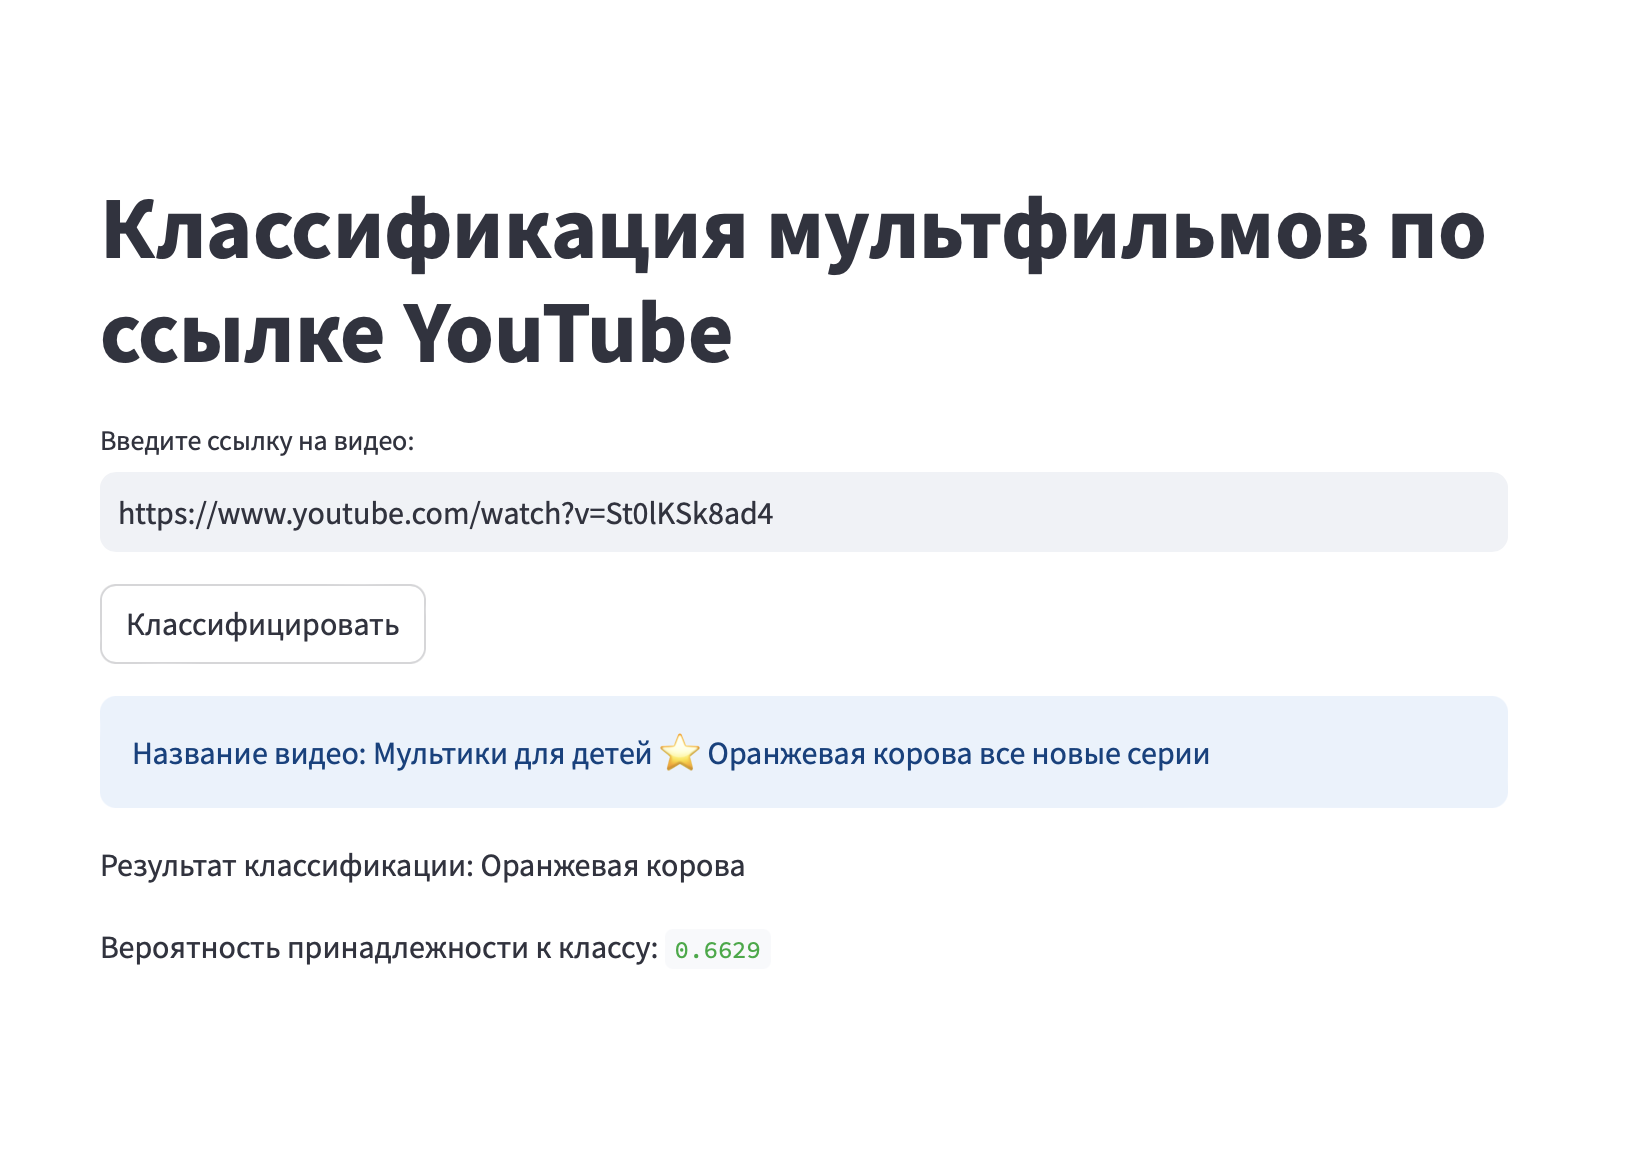 Классификация мультфильмов по
ссылке YouTube
Введите ссылку на видео:
https://www.youtube.com/watch?v=St0lKSk8ad4
Классифицировать
Название видео: Мультики для детей ⭐ Оранжевая корова все новые серии
Результат классификации: Оранжевая корова
Вероятность принадлежности к классу: 0.6629